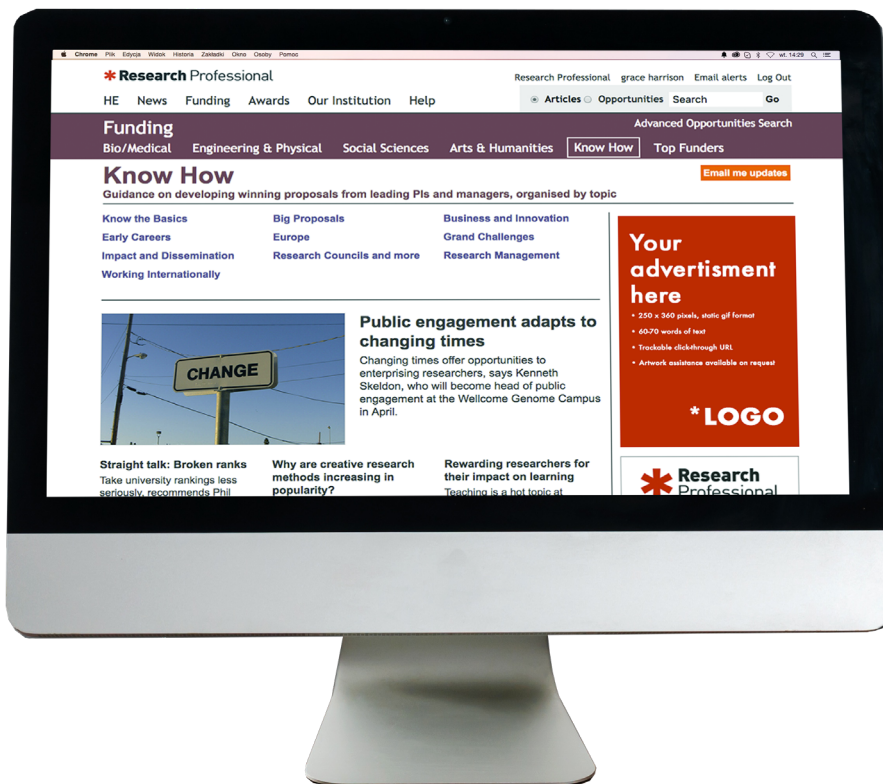 Chrome Plik Edycja Widok Historia Zakładki Okno Osoby Pomoc wt. 14:29
*Research Professional
Research Professional grace harrison Email alerts Log Out
HE News Funding Awards Our Institution Help
Articles Opportunities Search Go
Funding
Advanced Opportunities Search
Bio/Medical Engineering & Physical Social Sciences Arts & Humanities Know How Top Funders
Know How
Email me updates
Guidance on developing winning proposals from leading PIs and managers, organised by topic
Know the Basics Big Proposals Business and Innovation
Early Careers Europe Grand Challenges
Impact and Dissemination Research Councils and more Research Management
Working Internationally
Your
advertisment
here
• 250 x 360 pixels, static gif format
• 60-70 words of text
• Trackable click-through URL
• Artwork assistance available on request
*LOGO
CHANGE
Public engagement adapts to
changing times
Changing times offer opportunities to
enterprising researchers, says Kenneth
Skeldon, who will become head of public
engagement at the Wellcome Genome Campus
in April.
Straight talk: Broken ranks
Take university rankings less
seriously, recommends Phil
Why are creative research
methods increasing in
popularity?
Rewarding researchers for
their impact on learning
Teaching is a hot topic at
*Research
Professional